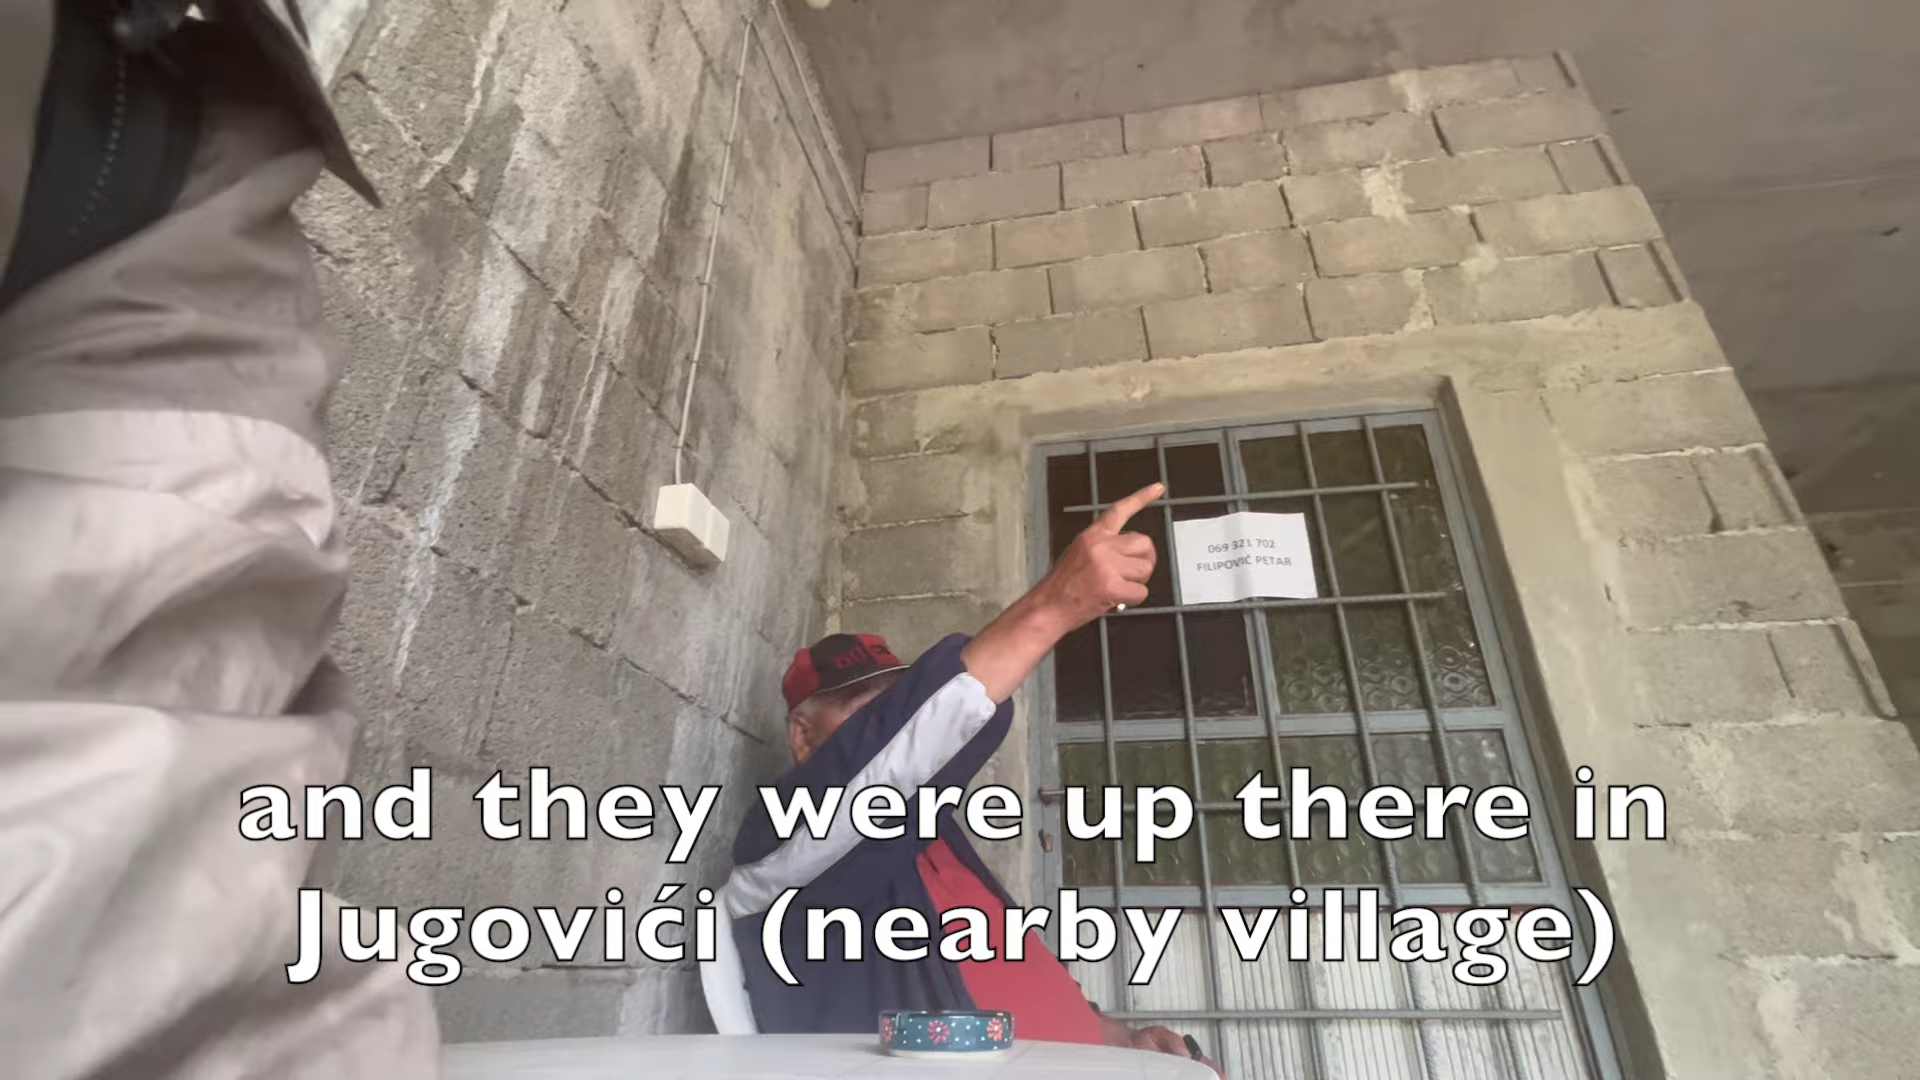 069 321 702
FILIPOVIĆ PETAR
and they were up there in
Jugovići (nearby village)